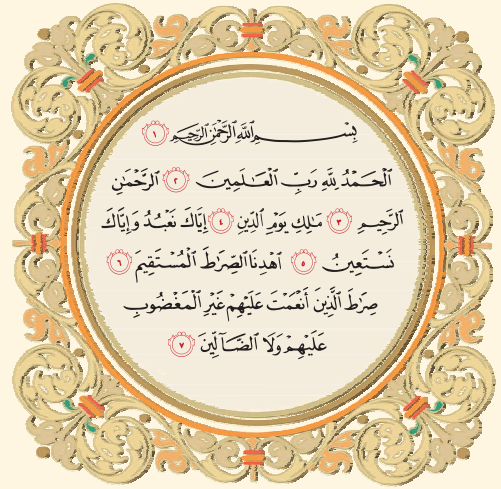 بِسْمِ ٱللَّهِ ٱلرَّحْمَٰنِ ٱلرَّحِيمِ ١
ٱلْحَمْدُ لِلَّهِ رَبِّ ٱلْعَٰلَمِينَ ٢ ٱلرَّحْمَٰنِ
ٱلرَّحِيمِ ٣ مَٰلِكِ يَوْمِ ٱلدِّينِ ٤ إِيَّاكَ نَعْبُدُ وَإِيَّاكَ
نَسْتَعِينُ ٥ ٱهْدِنَا ٱلصِّرَٰطَ ٱلْمُسْتَقِيمَ ٦
صِرَٰطَ ٱلَّذِينَ أَنْعَمْتَ عَلَيْهِمْ غَيْرِ ٱلْمَغْضُوبِ
عَلَيْهِمْ وَلَا ٱلضَّآلِّينَ ٧